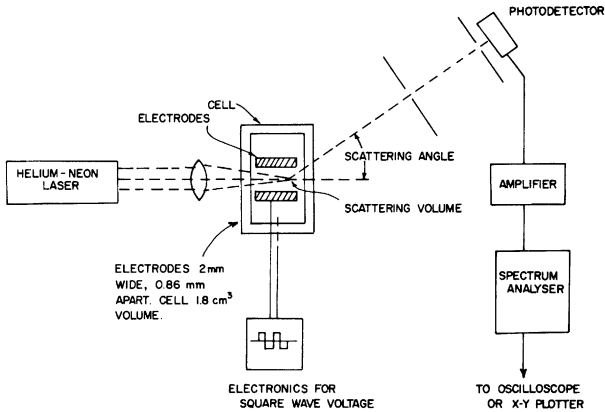 PHOTODETECTOR
CELL
ELECTRODES
HELIUM-NEON
LASER
SCATTERING ANGLE
SCATTERING VOLUME
AMPLIFIER
ELECTRODES 2mm
WIDE, 0.86 mm
APART. CELL 1.8 cm³
VOLUME.
SPECTRUM
ANALYSER
ELECTRONICS FOR
SQUARE WAVE VOLTAGE
TO OSCILLOSCOPE
OR X-Y PLOTTER